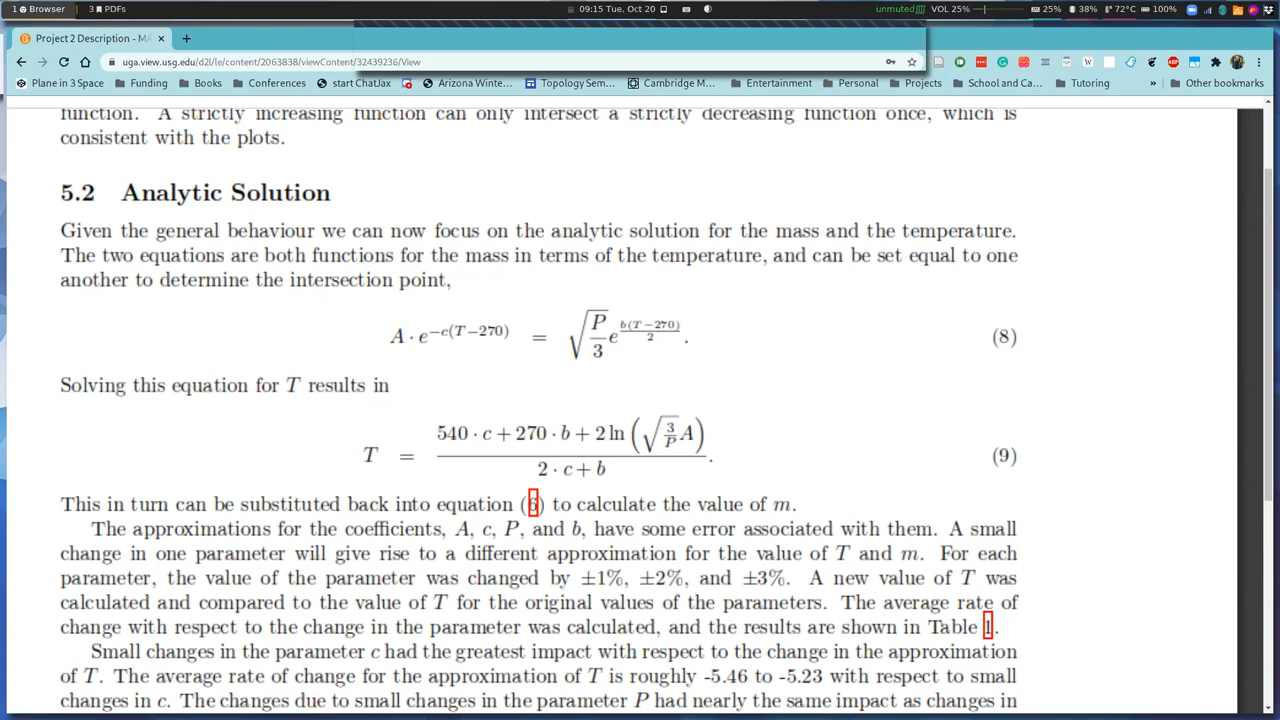 1 Browser 3 PDFs 09:15 Tue, Oct 20 unmuted VOL 25% 25% 38% 72°C 100%
Project 2 Description - MA
uga.view.usg.edu/d2l/le/content/2063838/viewContent/32439236/View
Plane in 3 Space Funding Books Conferences start ChatJax Arizona Winte... Topology Sem... Cambridge M... Entertainment Personal Projects School and Ca... Tutoring » Other bookmarks
function. A strictly increasing function can only intersect a strictly decreasing function once, which is
consistent with the plots.
5.2 Analytic Solution
Given the general behaviour we can now focus on the analytic solution for the mass and the temperature.
The two equations are both functions for the mass in terms of the temperature, and can be set equal to one
another to determine the intersection point,
A · e^{−c(T−270)} = √(P/3) e^{b(T−270)/2}. (8)
Solving this equation for T results in
T = (540 · c + 270 · b + 2 ln (√(3/P) A)) / (2 · c + b). (9)
This in turn can be substituted back into equation (6) to calculate the value of m.
The approximations for the coefficients, A, c, P, and b, have some error associated with them. A small
change in one parameter will give rise to a different approximation for the value of T and m. For each
parameter, the value of the parameter was changed by ±1%, ±2%, and ±3%. A new value of T was
calculated and compared to the value of T for the original values of the parameters. The average rate of
change with respect to the change in the parameter was calculated, and the results are shown in Table 1.
Small changes in the parameter c had the greatest impact with respect to the change in the approximation
of T. The average rate of change for the approximation of T is roughly -5.46 to -5.23 with respect to small
changes in c. The changes due to small changes in the parameter P had nearly the same impact as changes in